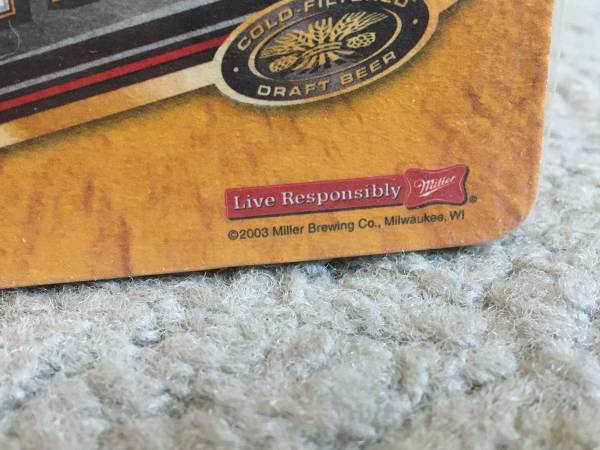 COLD-FILTERED
DRAFT BEER
Live Responsibly Miller ®
©2003 Miller Brewing Co., Milwaukee, WI